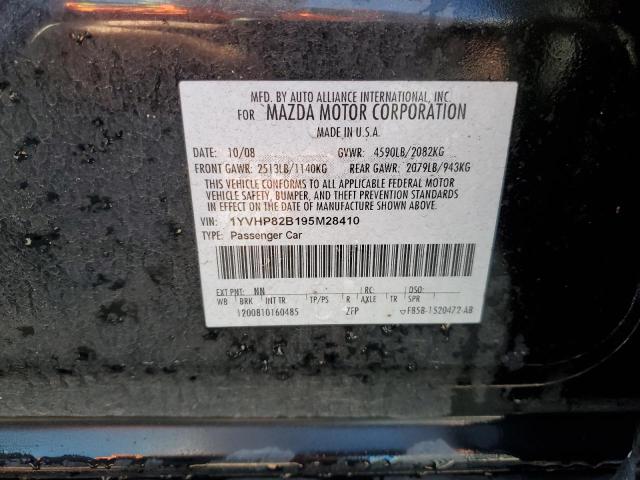 MFD. BY AUTO ALLIANCE INTERNATIONAL, INC.
FOR MAZDA MOTOR CORPORATION
MADE IN U.S.A.
DATE: 10/08 GVWR: 4590LB/2082KG
FRONT GAWR: 2513LB/1140KG REAR GAWR: 2079LB/943KG
THIS VEHICLE CONFORMS TO ALL APPLICABLE FEDERAL MOTOR
VEHICLE SAFETY, BUMPER, AND THEFT PREVENTION STANDARDS
IN EFFECT ON THE DATE OF MANUFACTURE SHOWN ABOVE.
VIN: 1YVHP82B195M28410
TYPE: Passenger Car
EXT PNT: NN RC: DSO:
WB BRK INT TR TP/PS R AXLE TR SPR
1200810160485 ZFP F85B-1520472-AB